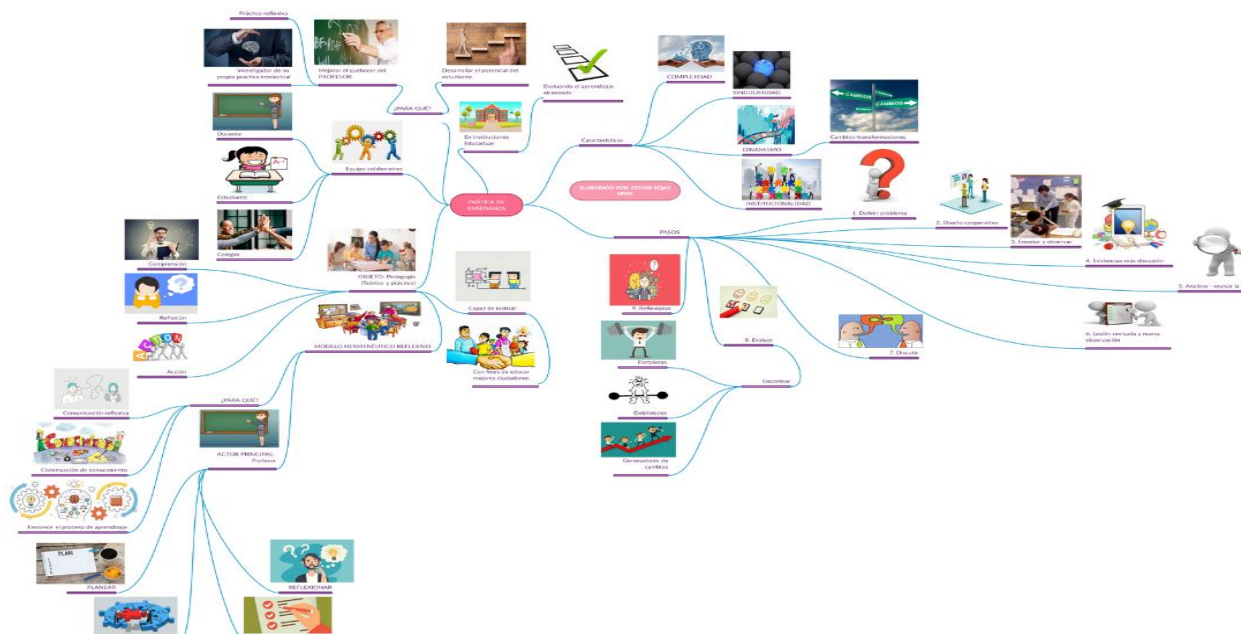 Práctica reflexiva
Investigador de su
propia práctica intelectual
Mejorar el quehacer del
PROFESOR
Desarrollar el potencial del
estudiante
¿PARA QUÉ?
Evaluando el aprendizaje
alcanzado
En Instituciones
Educativas
Docente
Equipo colaborativo
Estudiante
Colegas
PRÁTICA DE
ENSEÑANZA
ELABORADO POR: ESTHER ROJAS
Características
COMPLEJIDAD
SINGULARIDAD
DINAMISMO
CAMBIOS
CAMBIOS
Cambios-transformaciones
INSTITUCIONALIDAD
PASOS
1. Definir problema
2. Diseño cooperativo
3. Enseñar y observar
4. Evidencias más discusión
5. Analizar - revisar la
6. Lesión revisada y nueva
observación
7. Discutir
8. Evaluar
9. Reflexionar
Encontrar
Fortalezas
Debilidades
Generadores de
cambios
OBJETO: Pedagogía
(Teórico y práctico)
Comprensión
Reflexión
ACTION
Acción
Capaz de estimar
Con fines de educar
mejores ciudadanos
MODELO HERMENÉUTICO REFLEXIVO
¿PARA QUÉ?
Comunicación reflexiva
Construcción de conocimiento
Favorece el proceso de aprendizaje
ACTOR PRINCIPAL:
Profesor
PLAN
PLANEAR
REFLEXIONAR